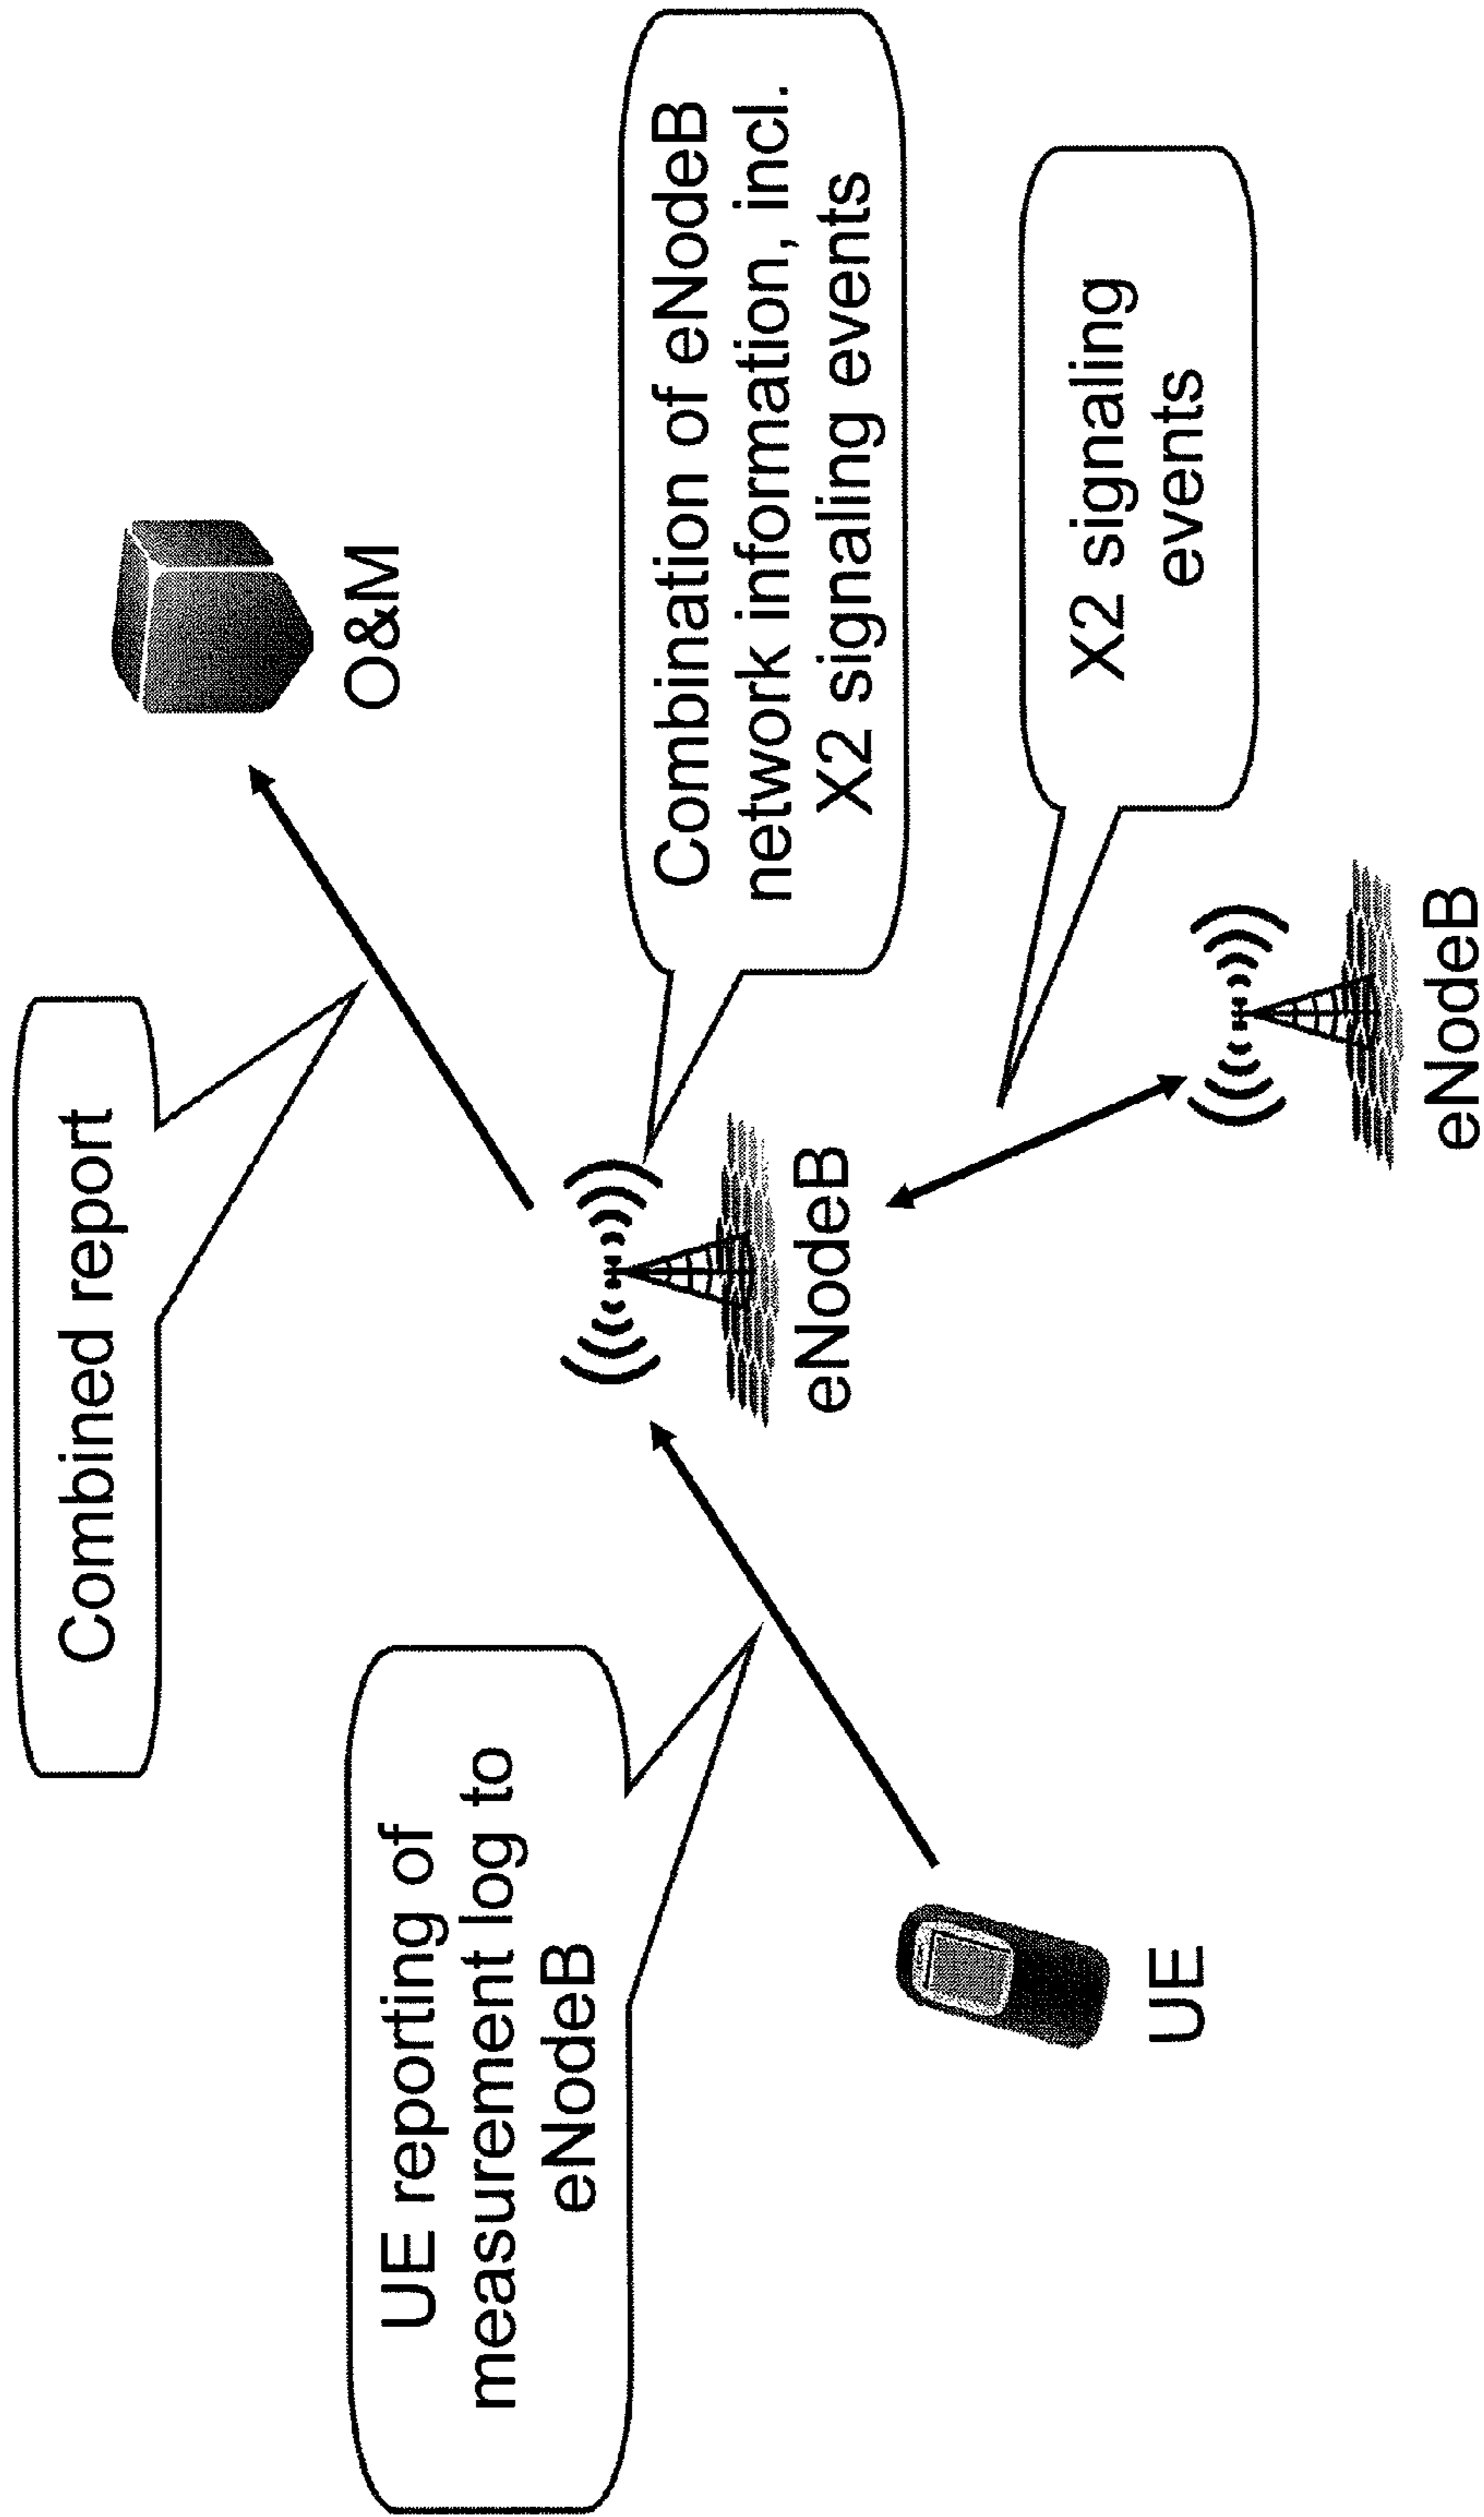 Combined report
UE reporting of
measurement log to
eNodeB
O&M
Combination of eNodeB
network information, incl.
X2 signaling events
eNodeB
UE
X2 signaling
events
eNodeB